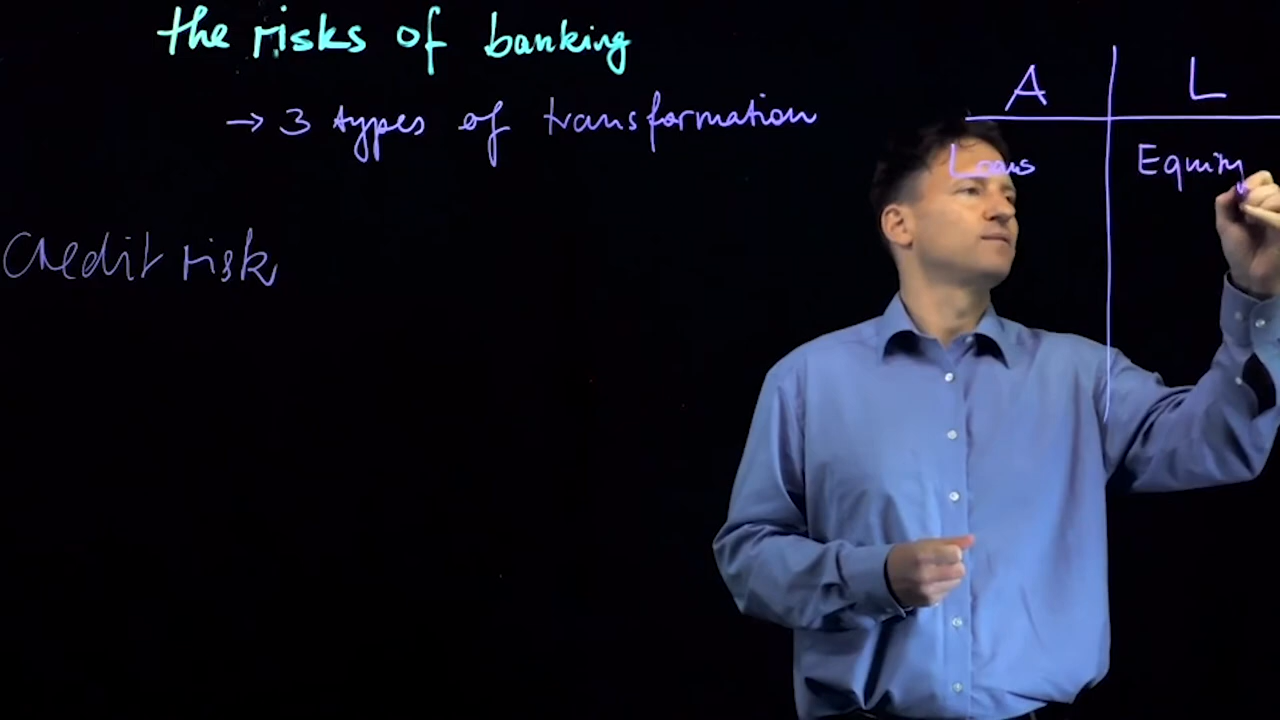 the risks of banking
→ 3 types of transformation
A L
Loans Equity
Credit risk